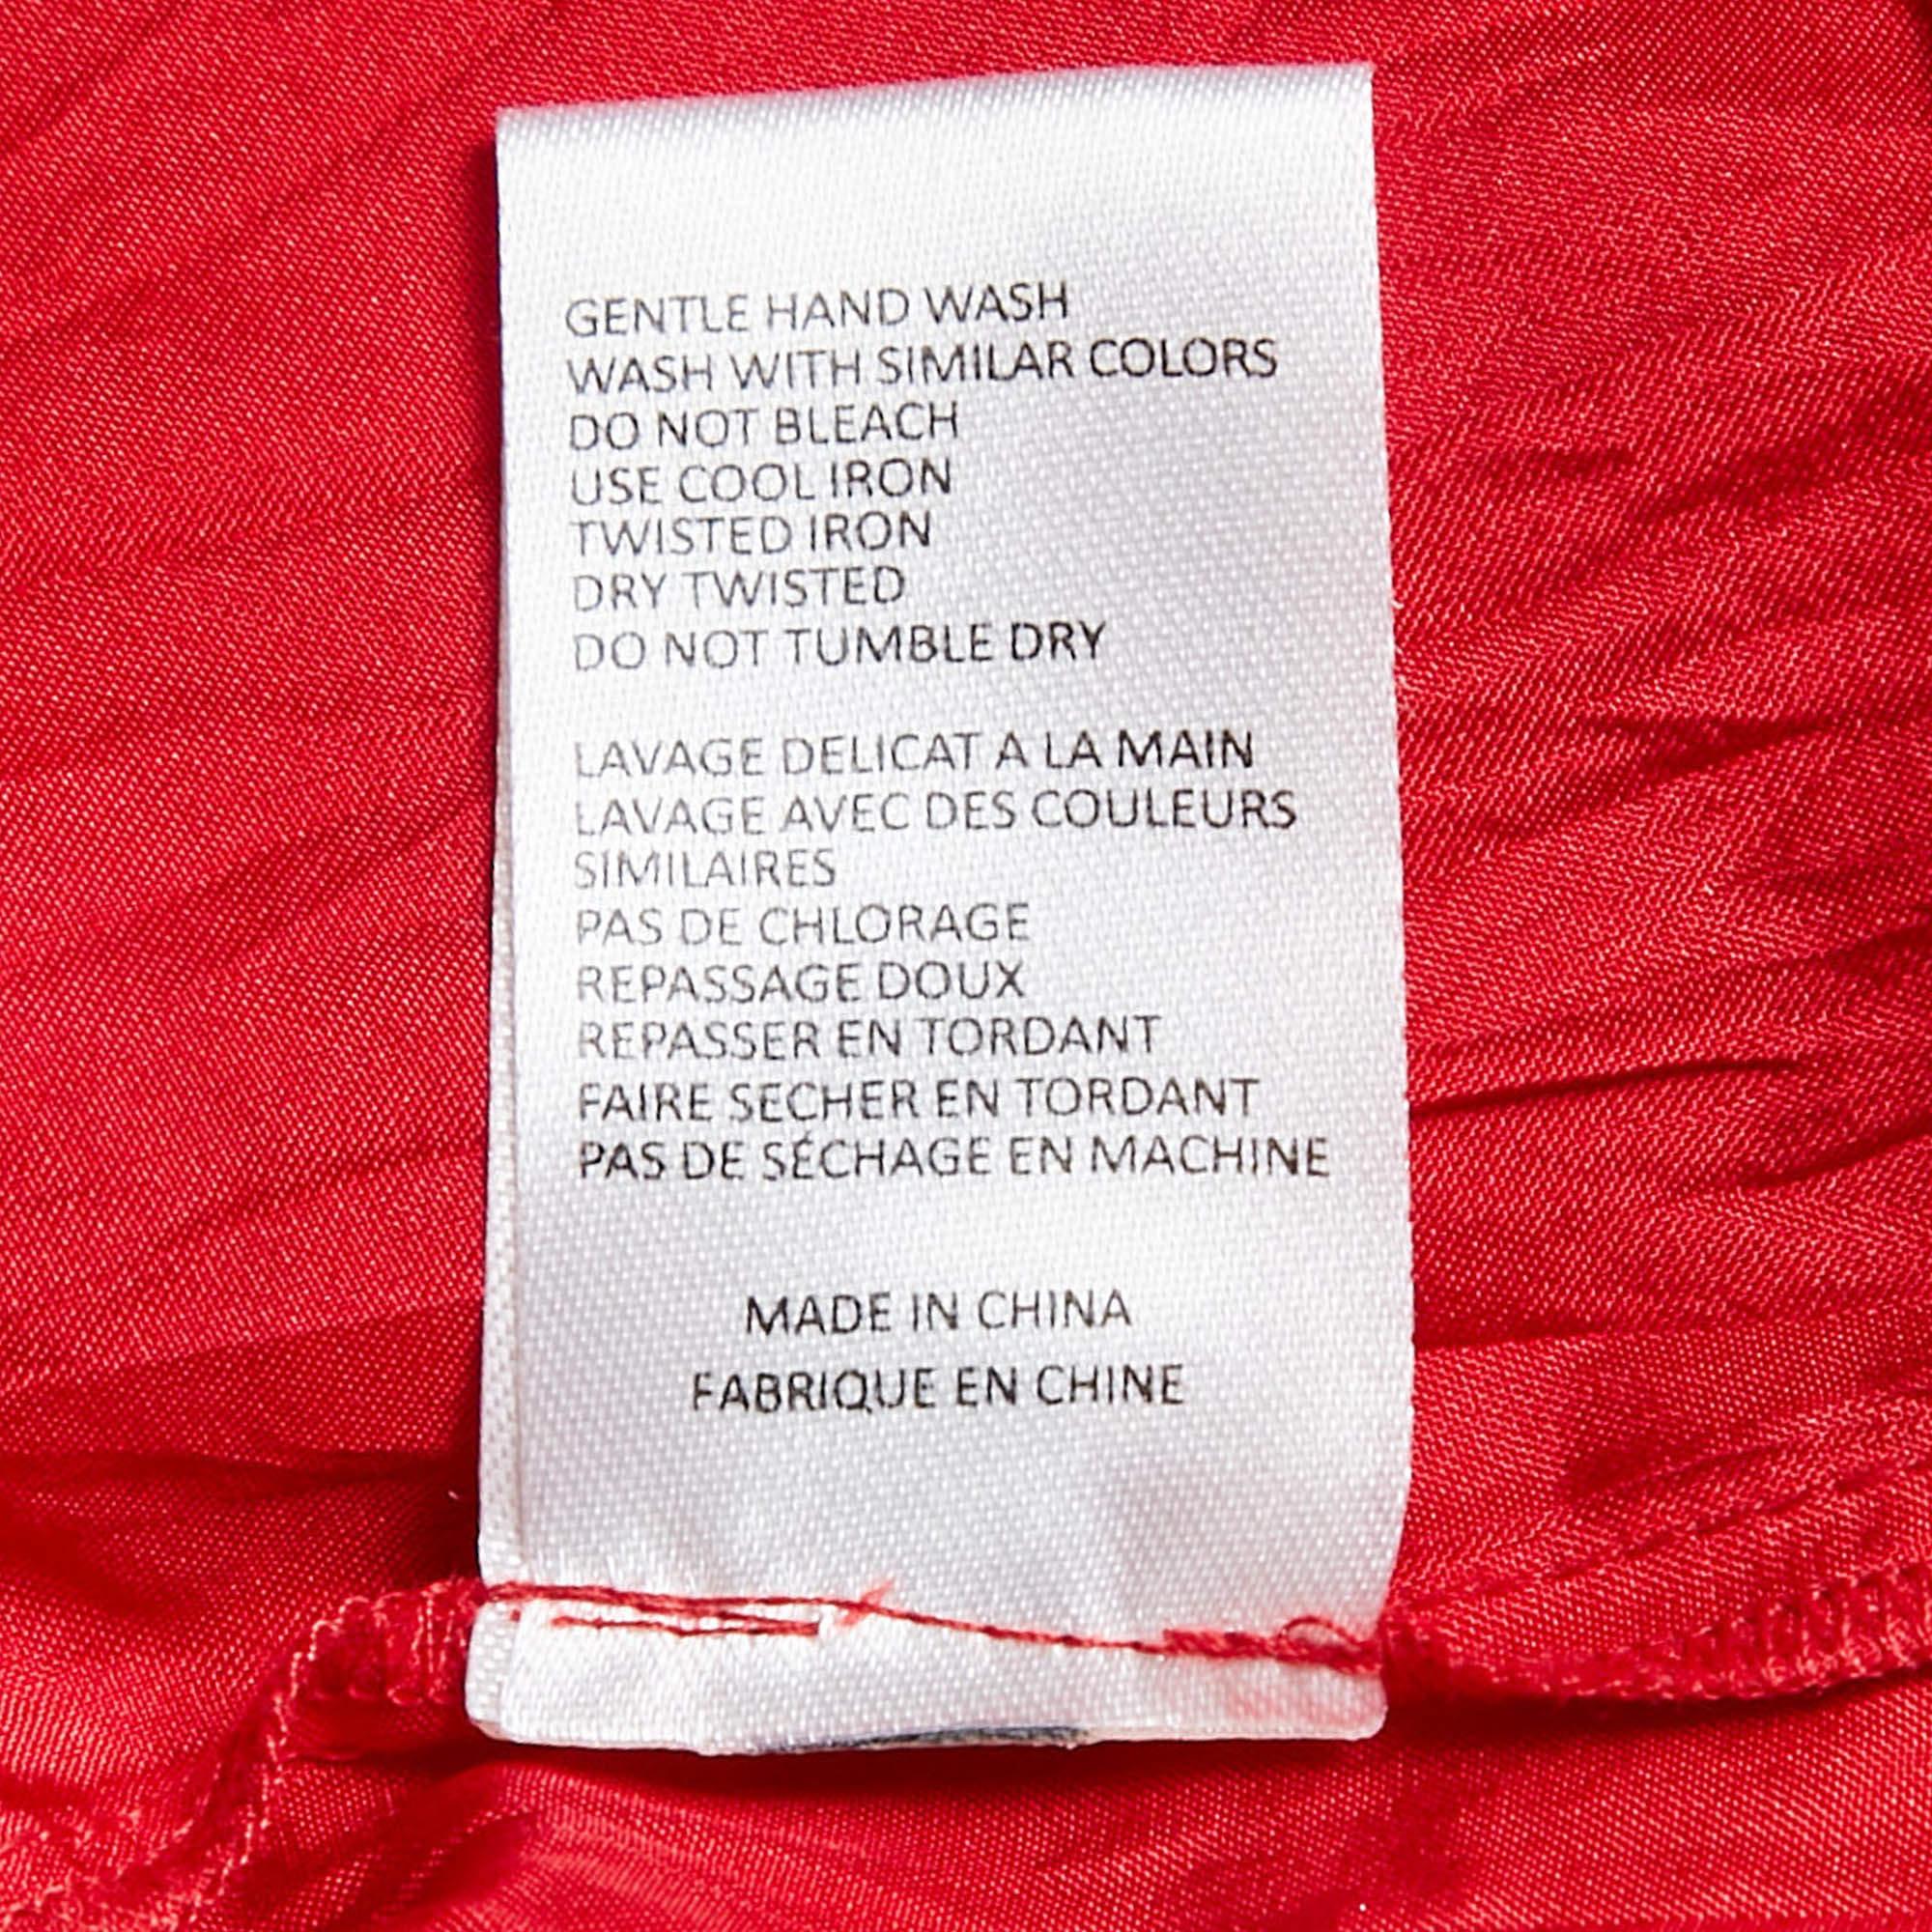 GENTLE HAND WASH
WASH WITH SIMILAR COLORS
DO NOT BLEACH
USE COOL IRON
TWISTED IRON
DRY TWISTED
DO NOT TUMBLE DRY
LAVAGE DELICAT A LA MAIN
LAVAGE AVEC DES COULEURS
SIMILAIRES
PAS DE CHLORAGE
REPASSAGE DOUX
REPASSER EN TORDANT
FAIRE SECHER EN TORDANT
PAS DE SÉCHAGE EN MACHINE
MADE IN CHINA
FABRIQUE EN CHINE